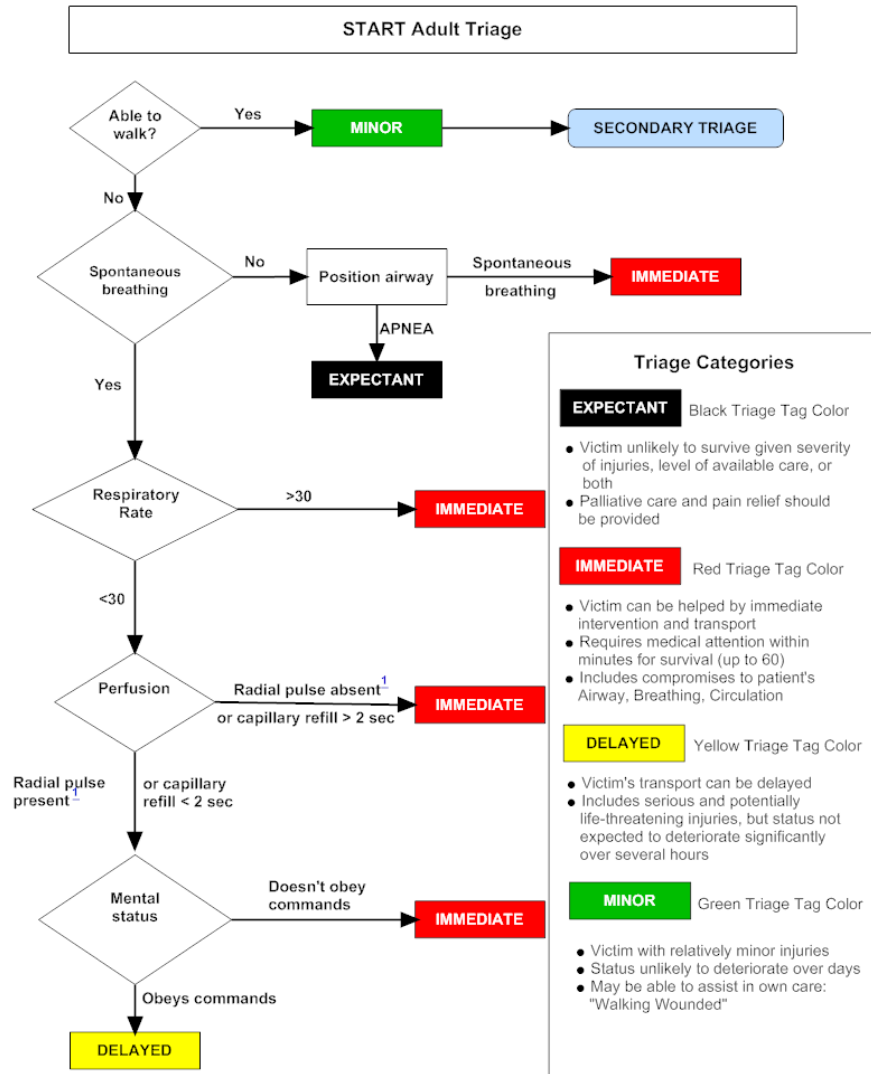 START Adult Triage
Able to
walk?
Yes
MINOR
SECONDARY TRIAGE
No
Spontaneous
breathing
No
Position airway
Spontaneous
breathing
IMMEDIATE
APNEA
EXPECTANT
Yes
Respiratory
Rate
>30
IMMEDIATE
<30
Perfusion
Radial pulse absent 1
or capillary refill > 2 sec
IMMEDIATE
Radial pulse
present 1
or capillary
refill < 2 sec
Mental
status
Doesn't obey
commands
IMMEDIATE
Obeys commands
DELAYED
Triage Categories
EXPECTANT Black Triage Tag Color
● Victim unlikely to survive given severity
of injuries, level of available care, or
both
● Palliative care and pain relief should
be provided
IMMEDIATE Red Triage Tag Color
● Victim can be helped by immediate
intervention and transport
● Requires medical attention within
minutes for survival (up to 60)
● Includes compromises to patient's
Airway, Breathing, Circulation
DELAYED Yellow Triage Tag Color
● Victim's transport can be delayed
● Includes serious and potentially
life-threatening injuries, but status not
expected to deteriorate significantly
over several hours
MINOR Green Triage Tag Color
● Victim with relatively minor injuries
● Status unlikely to deteriorate over days
● May be able to assist in own care:
"Walking Wounded"